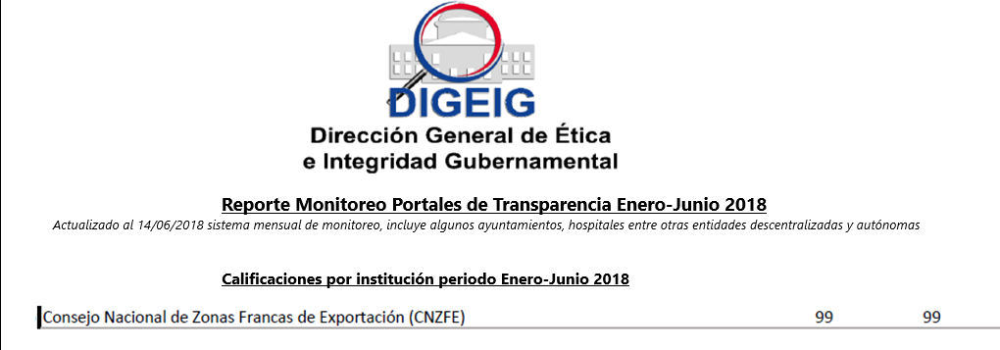 DIGEIG
Dirección General de Ética
e Integridad Gubernamental
Reporte Monitoreo Portales de Transparencia Enero-Junio 2018
Actualizado al 14/06/2018 sistema mensual de monitoreo, incluye algunos ayuntamientos, hospitales entre otras entidades descentralizadas y autónomas
Calificaciones por institución periodo Enero-Junio 2018
Consejo Nacional de Zonas Francas de Exportación (CNZFE) 99 99